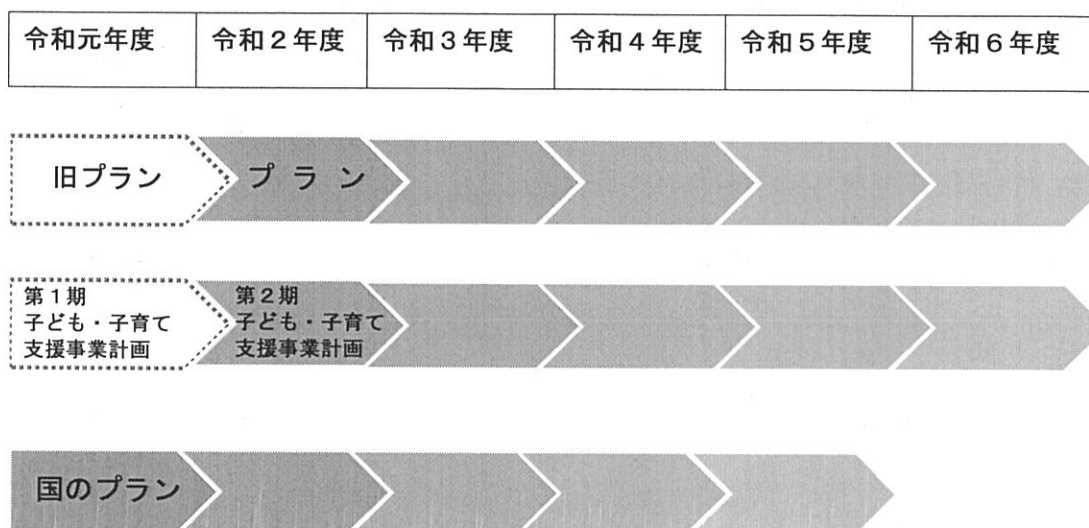 令和元年度 令和２年度 令和３年度 令和４年度 令和５年度 令和６年度
旧プラン プ ラ ン
第１期
子ども・子育て
支援事業計画
第２期
子ども・子育て
支援事業計画
国のプラン